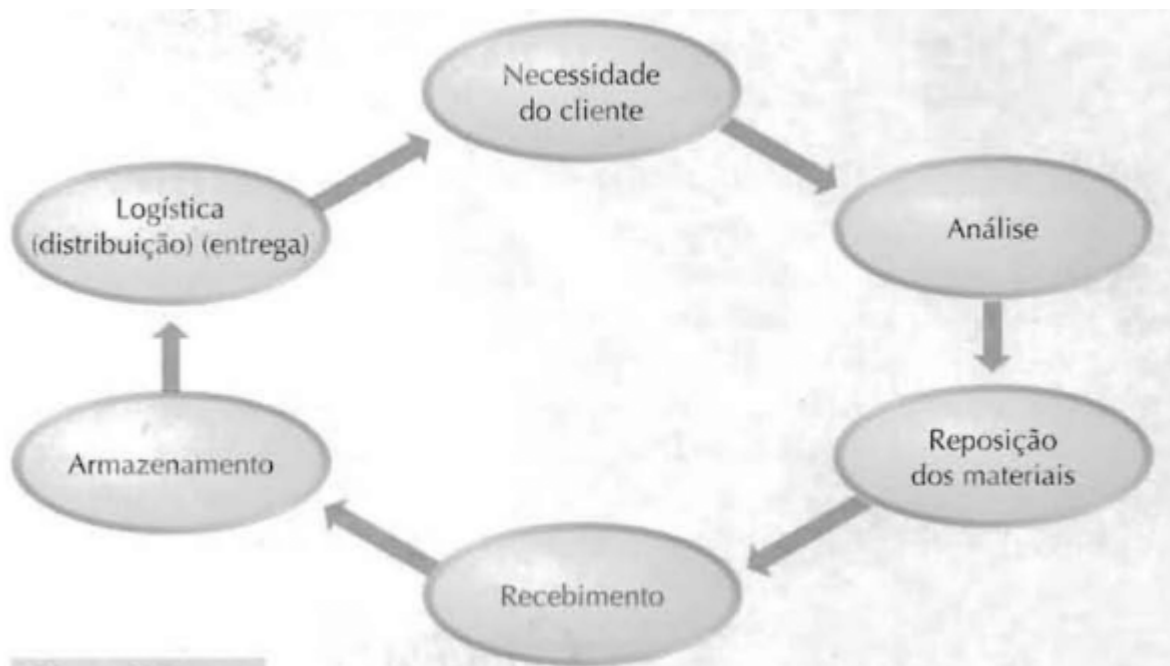 Necessidade
do cliente
Análise
Reposição
dos materiais
Recebimento
Armazenamento
Logística
(distribuição) (entrega)